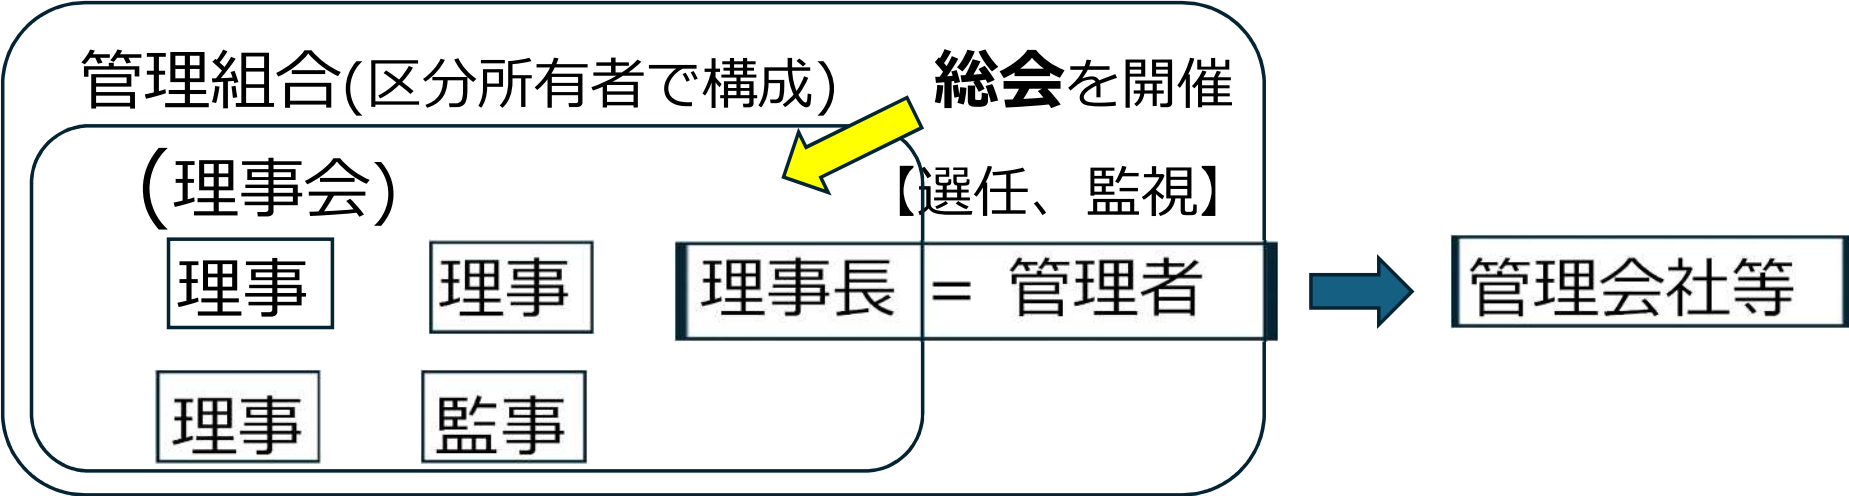 管理組合(区分所有者で構成) 総会を開催
(理事会) 【選任、監視】
理事 理事 理事長 = 管理者 管理会社等
理事 監事